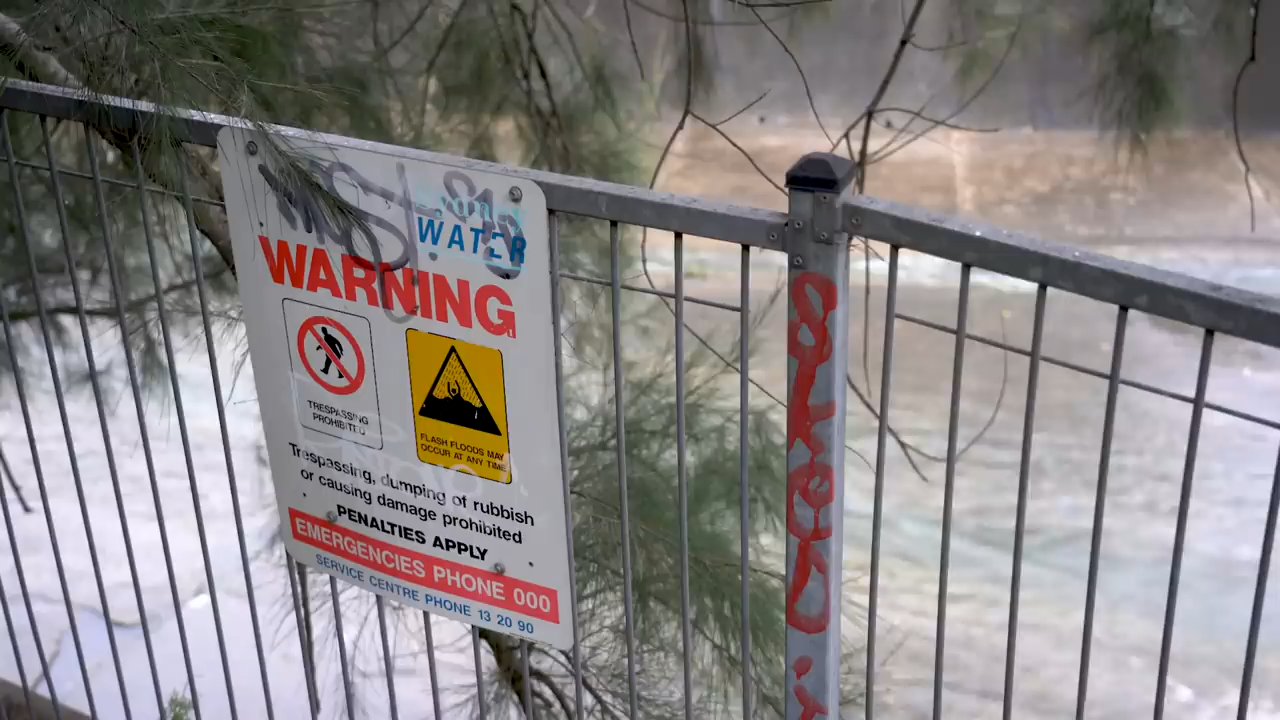 Sydney
WATER
WARNING
TRESPASSING
PROHIBITED
FLASH FLOODS MAY
OCCUR AT ANY TIME
Trespassing, dumping of rubbish
or causing damage prohibited
PENALTIES APPLY
EMERGENCIES PHONE 000
SERVICE CENTRE PHONE 13 20 90